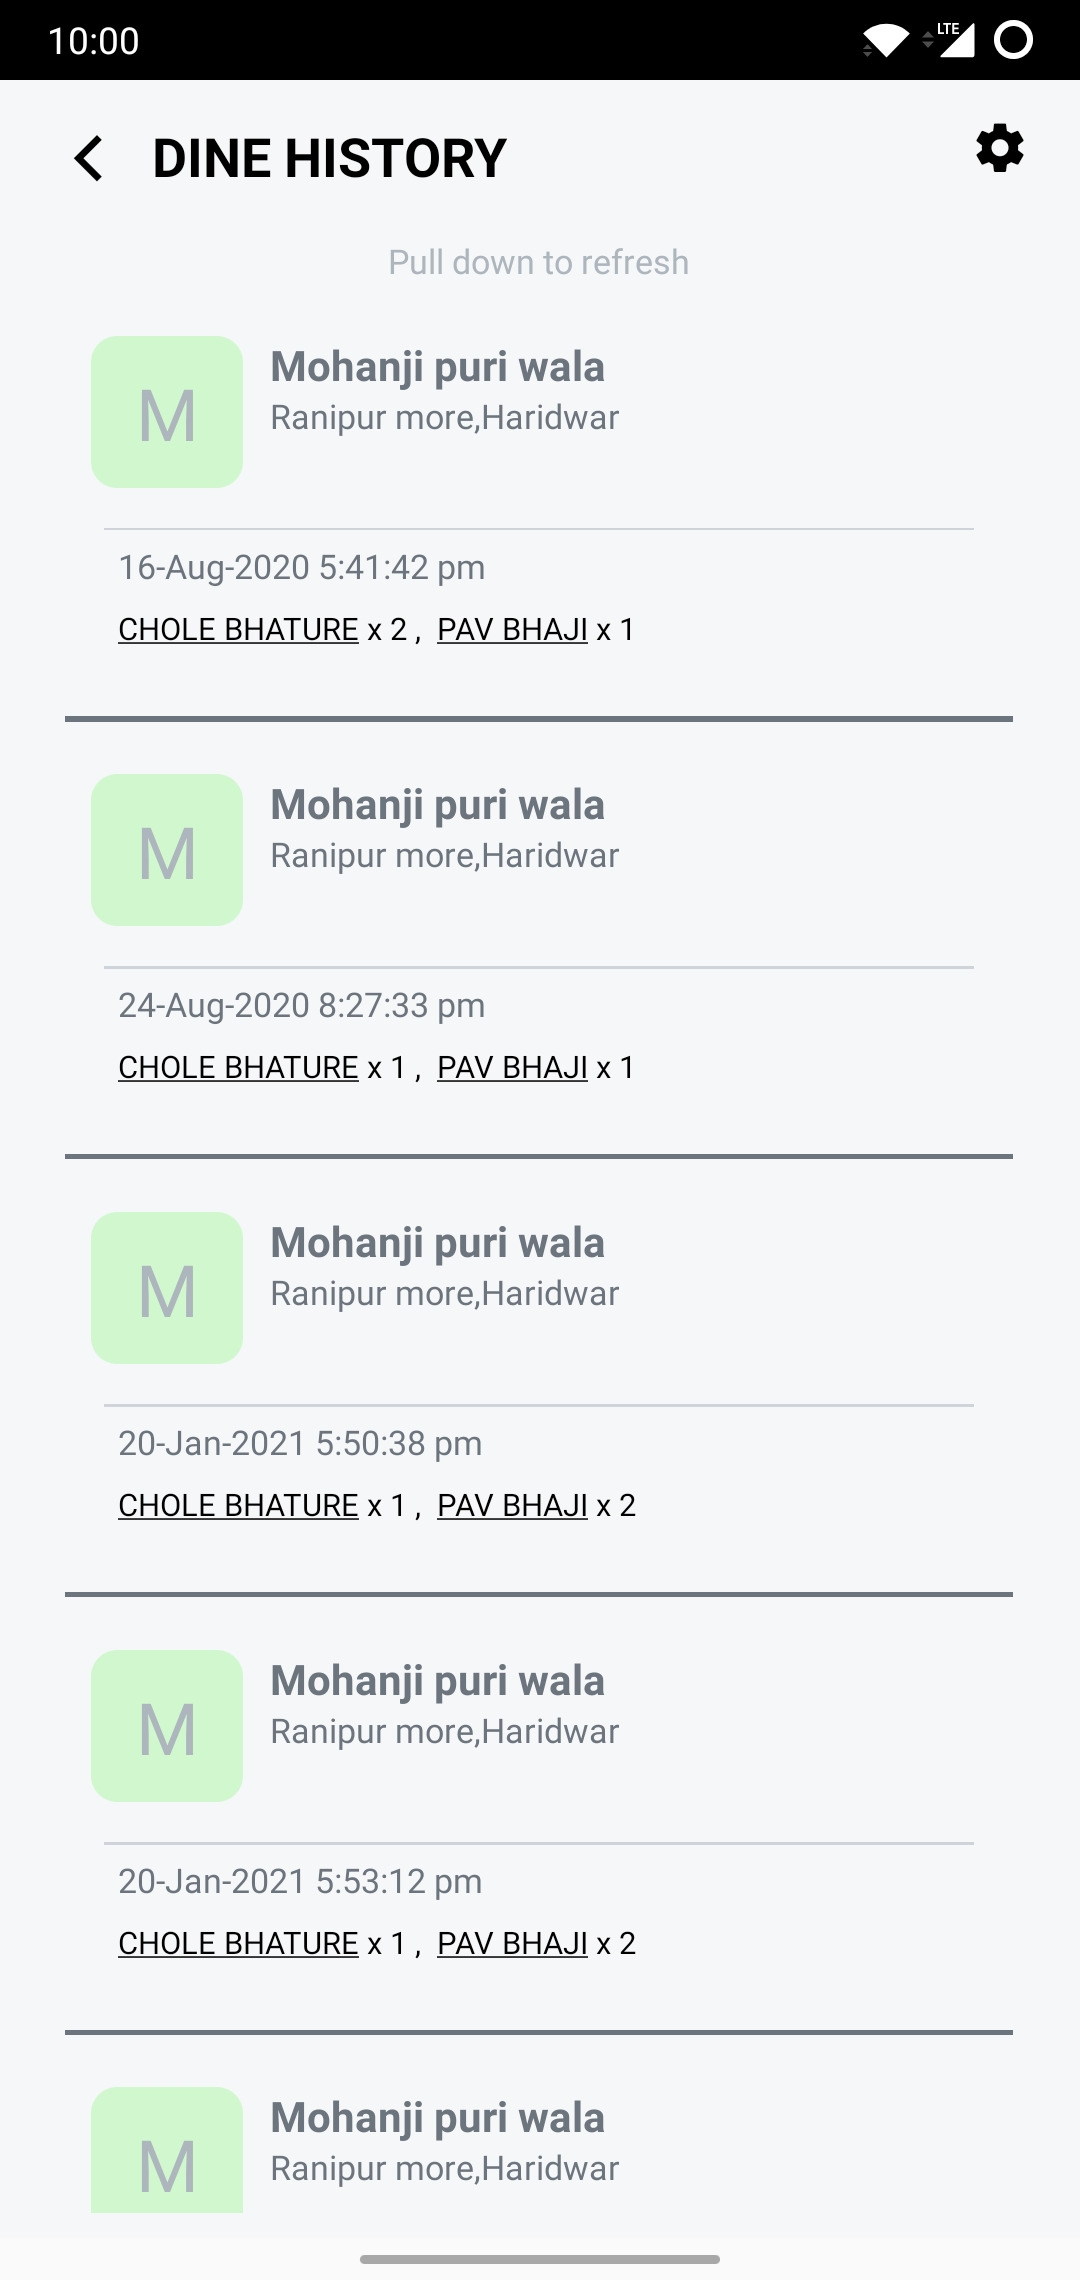 10:00
LTE
DINE HISTORY
Pull down to refresh
M
Mohanji puri wala
Ranipur more,Haridwar
16-Aug-2020 5:41:42 pm
CHOLE BHATURE x 2 , PAV BHAJI x 1
M
Mohanji puri wala
Ranipur more,Haridwar
24-Aug-2020 8:27:33 pm
CHOLE BHATURE x 1 , PAV BHAJI x 1
M
Mohanji puri wala
Ranipur more,Haridwar
20-Jan-2021 5:50:38 pm
CHOLE BHATURE x 1 , PAV BHAJI x 2
M
Mohanji puri wala
Ranipur more,Haridwar
20-Jan-2021 5:53:12 pm
CHOLE BHATURE x 1 , PAV BHAJI x 2
M
Mohanji puri wala
Ranipur more,Haridwar